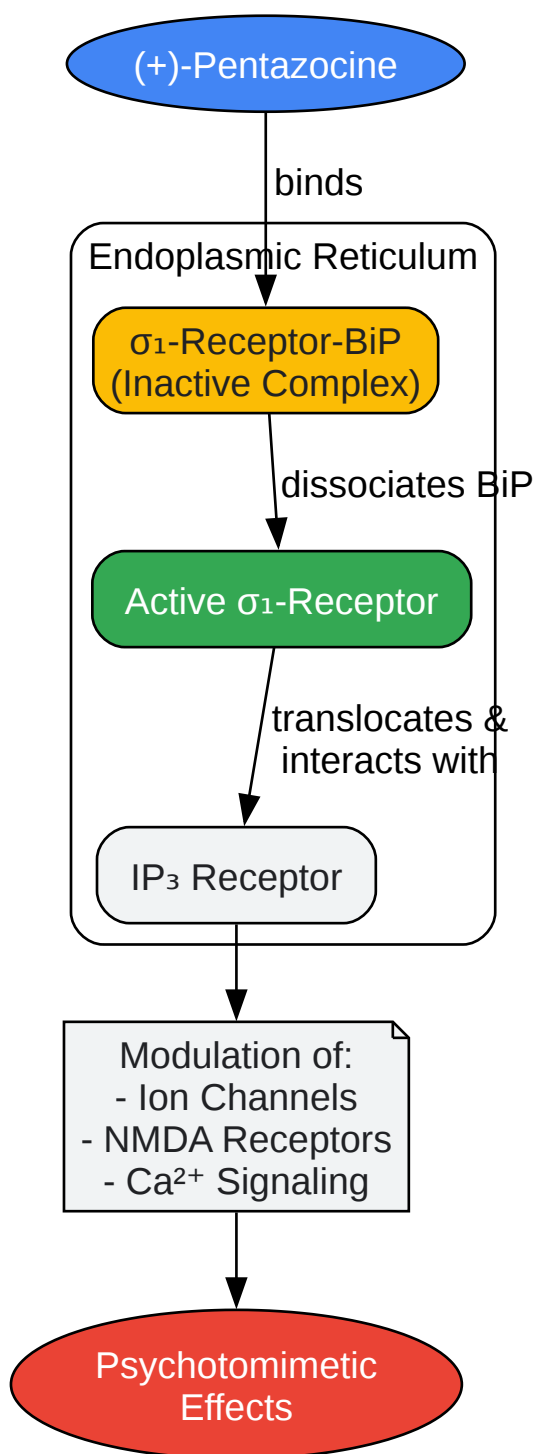 (+)-Pentazocine
binds
Endoplasmic Reticulum
σ₁-Receptor-BiP
(Inactive Complex)
dissociates BiP
Active σ₁-Receptor
translocates &
interacts with
IP₃ Receptor
Modulation of:
- Ion Channels
- NMDA Receptors
- Ca²⁺ Signaling
Psychotomimetic
Effects